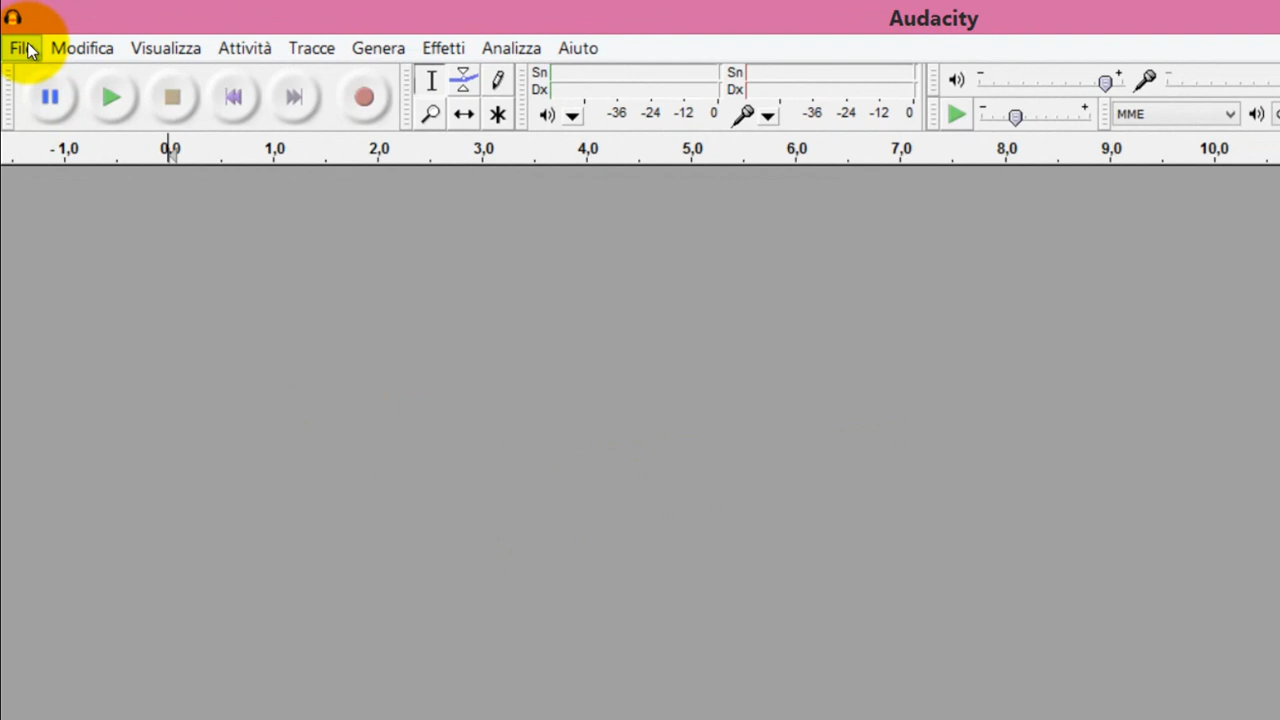 Audacity
File Modifica Visualizza Attività Tracce Genera Effetti Analizza Aiuto
Sn Sn
Dx Dx
-36 -24 -12 0 -36 -24 -12 0
MME
- 1,0 0,0 1,0 2,0 3,0 4,0 5,0 6,0 7,0 8,0 9,0 10,0